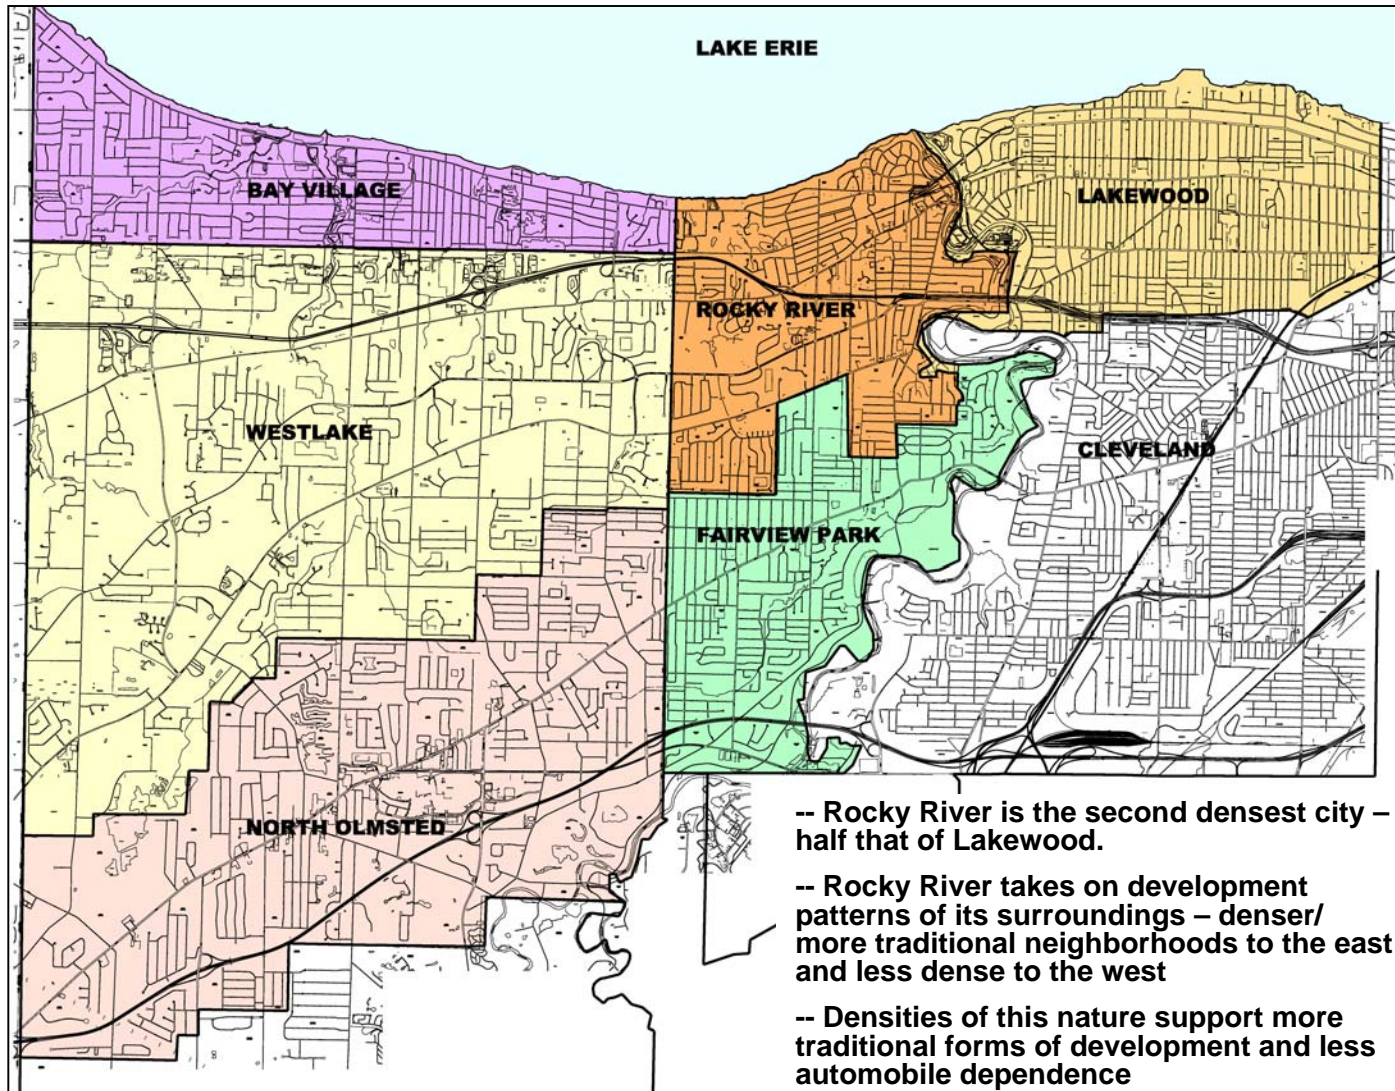 LAKE ERIE
BAY VILLAGE
LAKEWOOD
ROCKY RIVER
WESTLAKE
CLEVELAND
FAIRVIEW PARK
NORTH OLMSTED
-- Rocky River is the second densest city –
half that of Lakewood.
-- Rocky River takes on development
patterns of its surroundings – denser/
more traditional neighborhoods to the east
and less dense to the west
-- Densities of this nature support more
traditional forms of development and less
automobile dependence